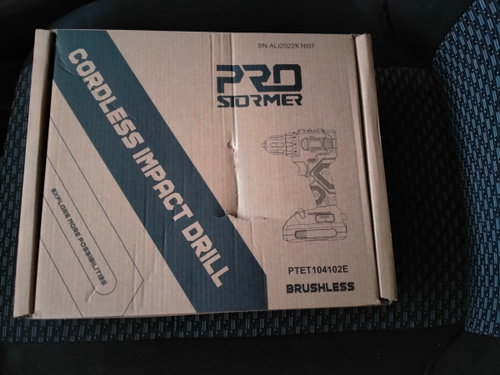 SN:ALI2022K1607
PRO
STORMER
CORDLESS IMPACT DRILL
EXPLORE MORE POSSIBILITIES
PTET104102E
BRUSHLESS